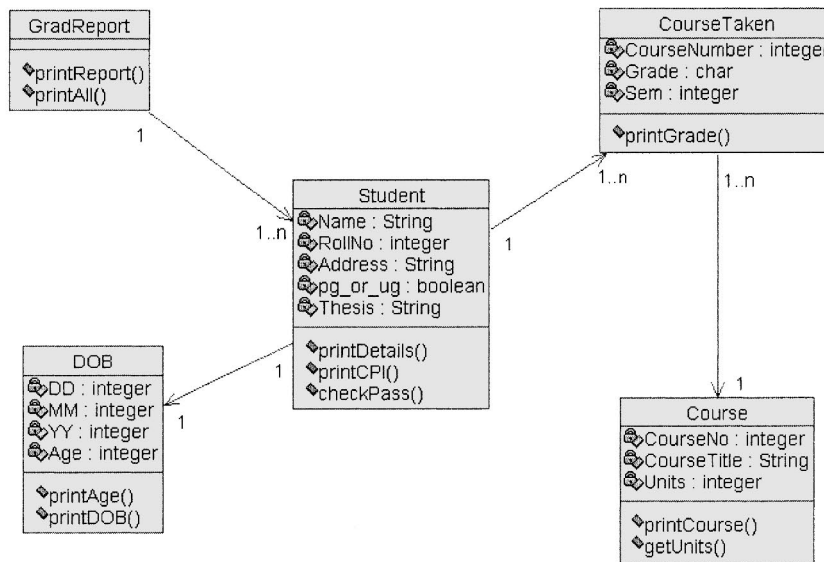 GradReport
printReport()
printAll()
1
1..n
CourseTaken
CourseNumber : integer
Grade : char
Sem : integer
printGrade()
1..n
1..n
Student
Name : String
RollNo : integer
Address : String
pg_or_ug : boolean
Thesis : String
printDetails()
printCPI()
checkPass()
1
1
1
DOB
DD : integer
MM : integer
YY : integer
Age : integer
printAge()
printDOB()
1
Course
CourseNo : integer
CourseTitle : String
Units : integer
printCourse()
getUnits()